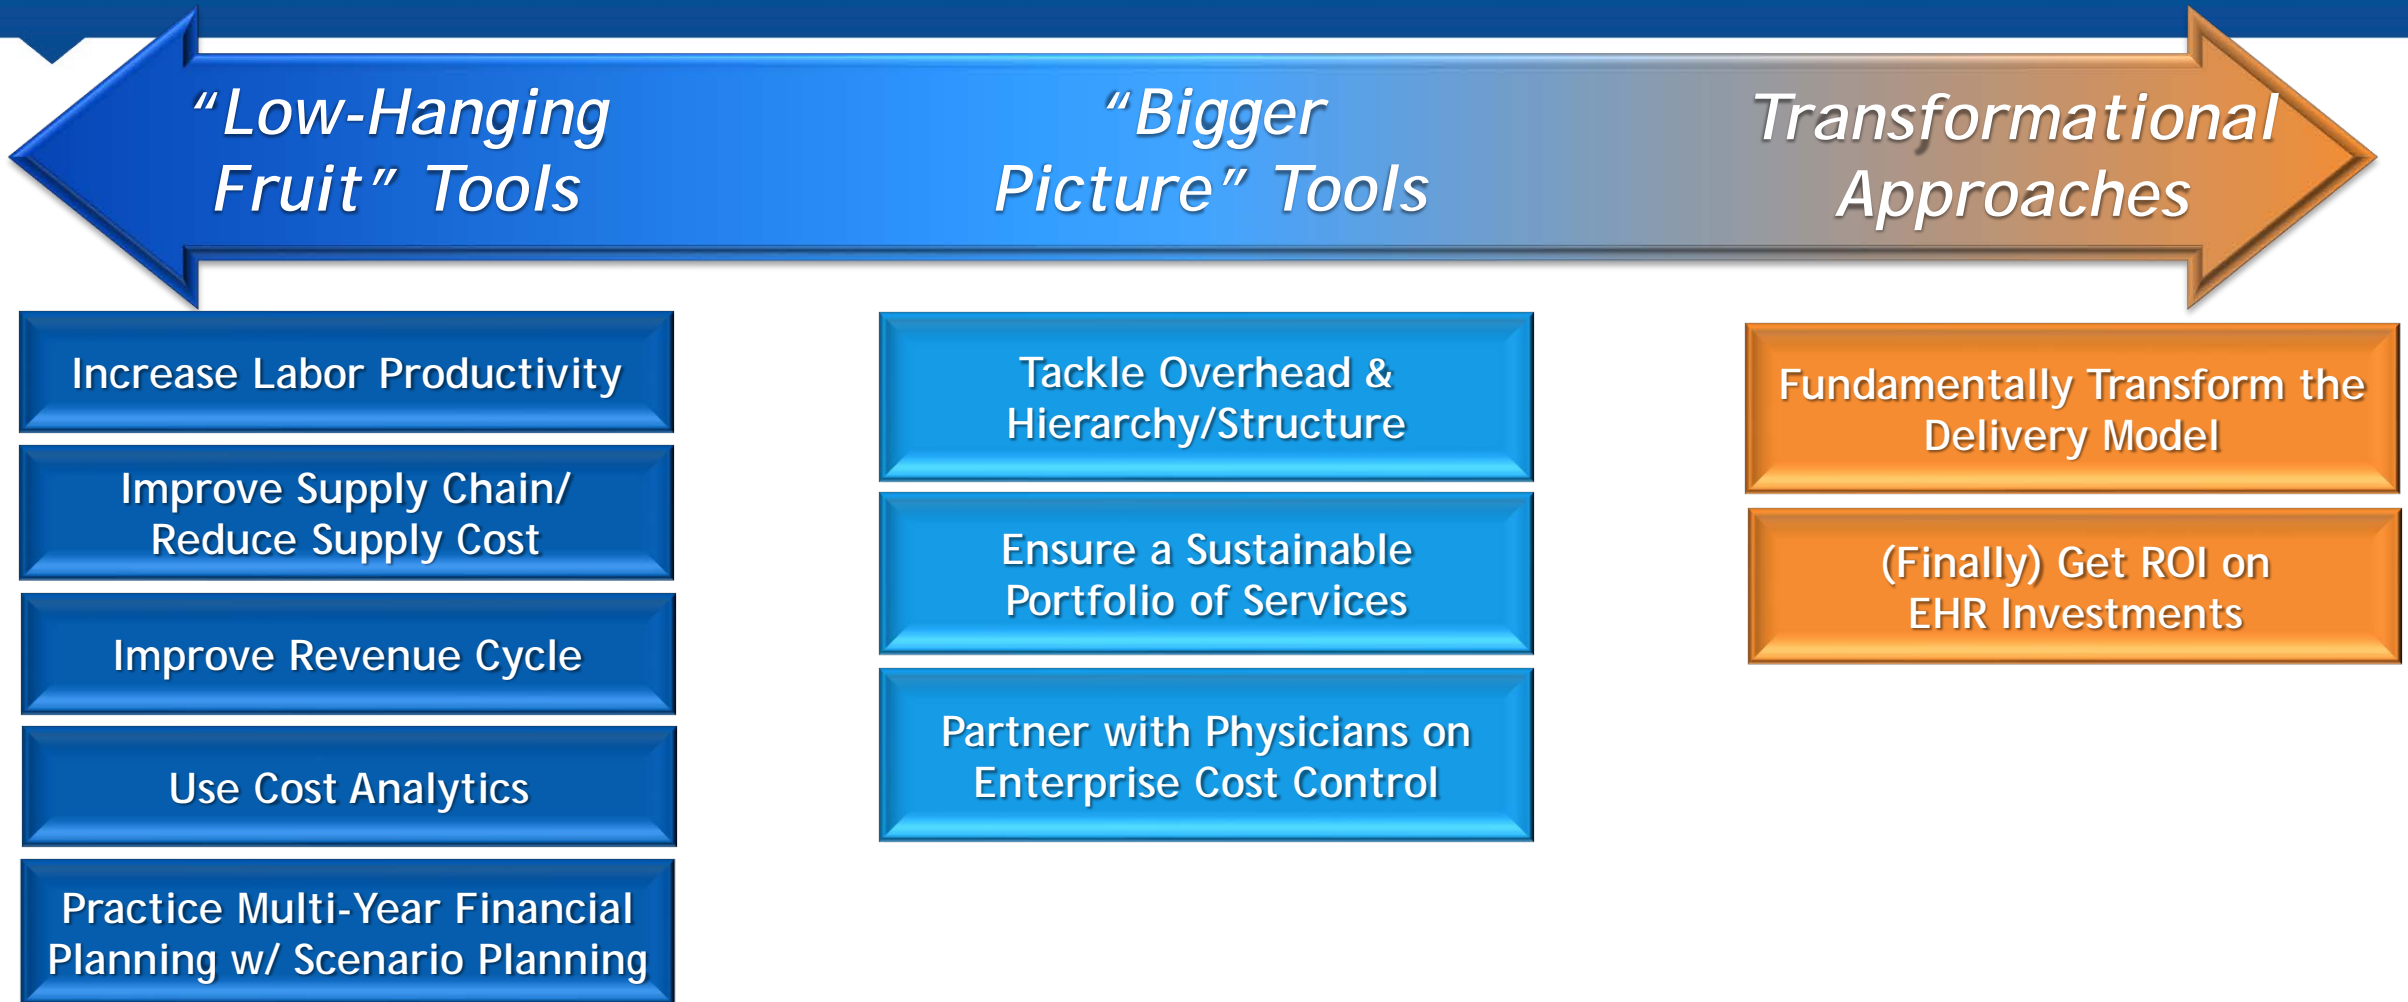 “Low-Hanging
Fruit” Tools
“Bigger
Picture” Tools
Transformational
Approaches
Increase Labor Productivity
Improve Supply Chain/
Reduce Supply Cost
Improve Revenue Cycle
Use Cost Analytics
Practice Multi-Year Financial
Planning w/ Scenario Planning
Tackle Overhead &
Hierarchy/Structure
Ensure a Sustainable
Portfolio of Services
Partner with Physicians on
Enterprise Cost Control
Fundamentally Transform the
Delivery Model
(Finally) Get ROI on
EHR Investments